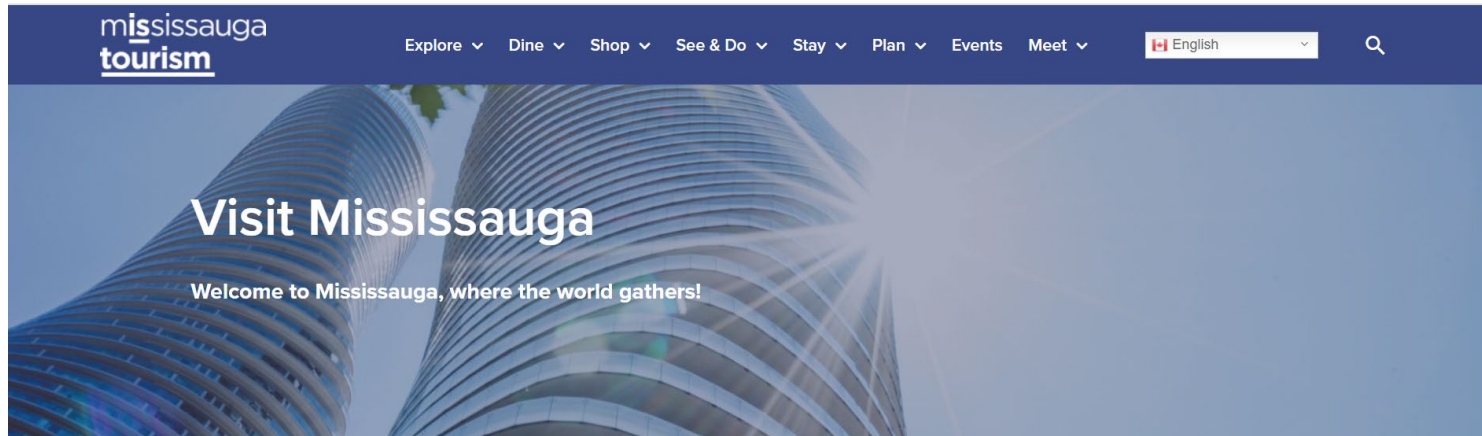 mississauga
tourism
Explore Dine Shop See & Do Stay Plan Events Meet English
Visit Mississauga
Welcome to Mississauga, where the world gathers!